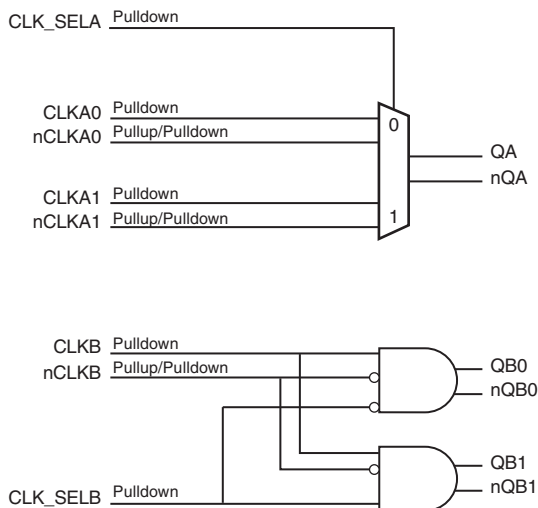 CLK_SELA Pulldown
CLKA0 Pulldown
nCLKA0 Pullup/Pulldown
0
QA
nQA
CLKA1 Pulldown
nCLKA1 Pullup/Pulldown
1
CLKB Pulldown
nCLKB Pullup/Pulldown
QB0
nQB0
QB1
nQB1
CLK_SELB Pulldown